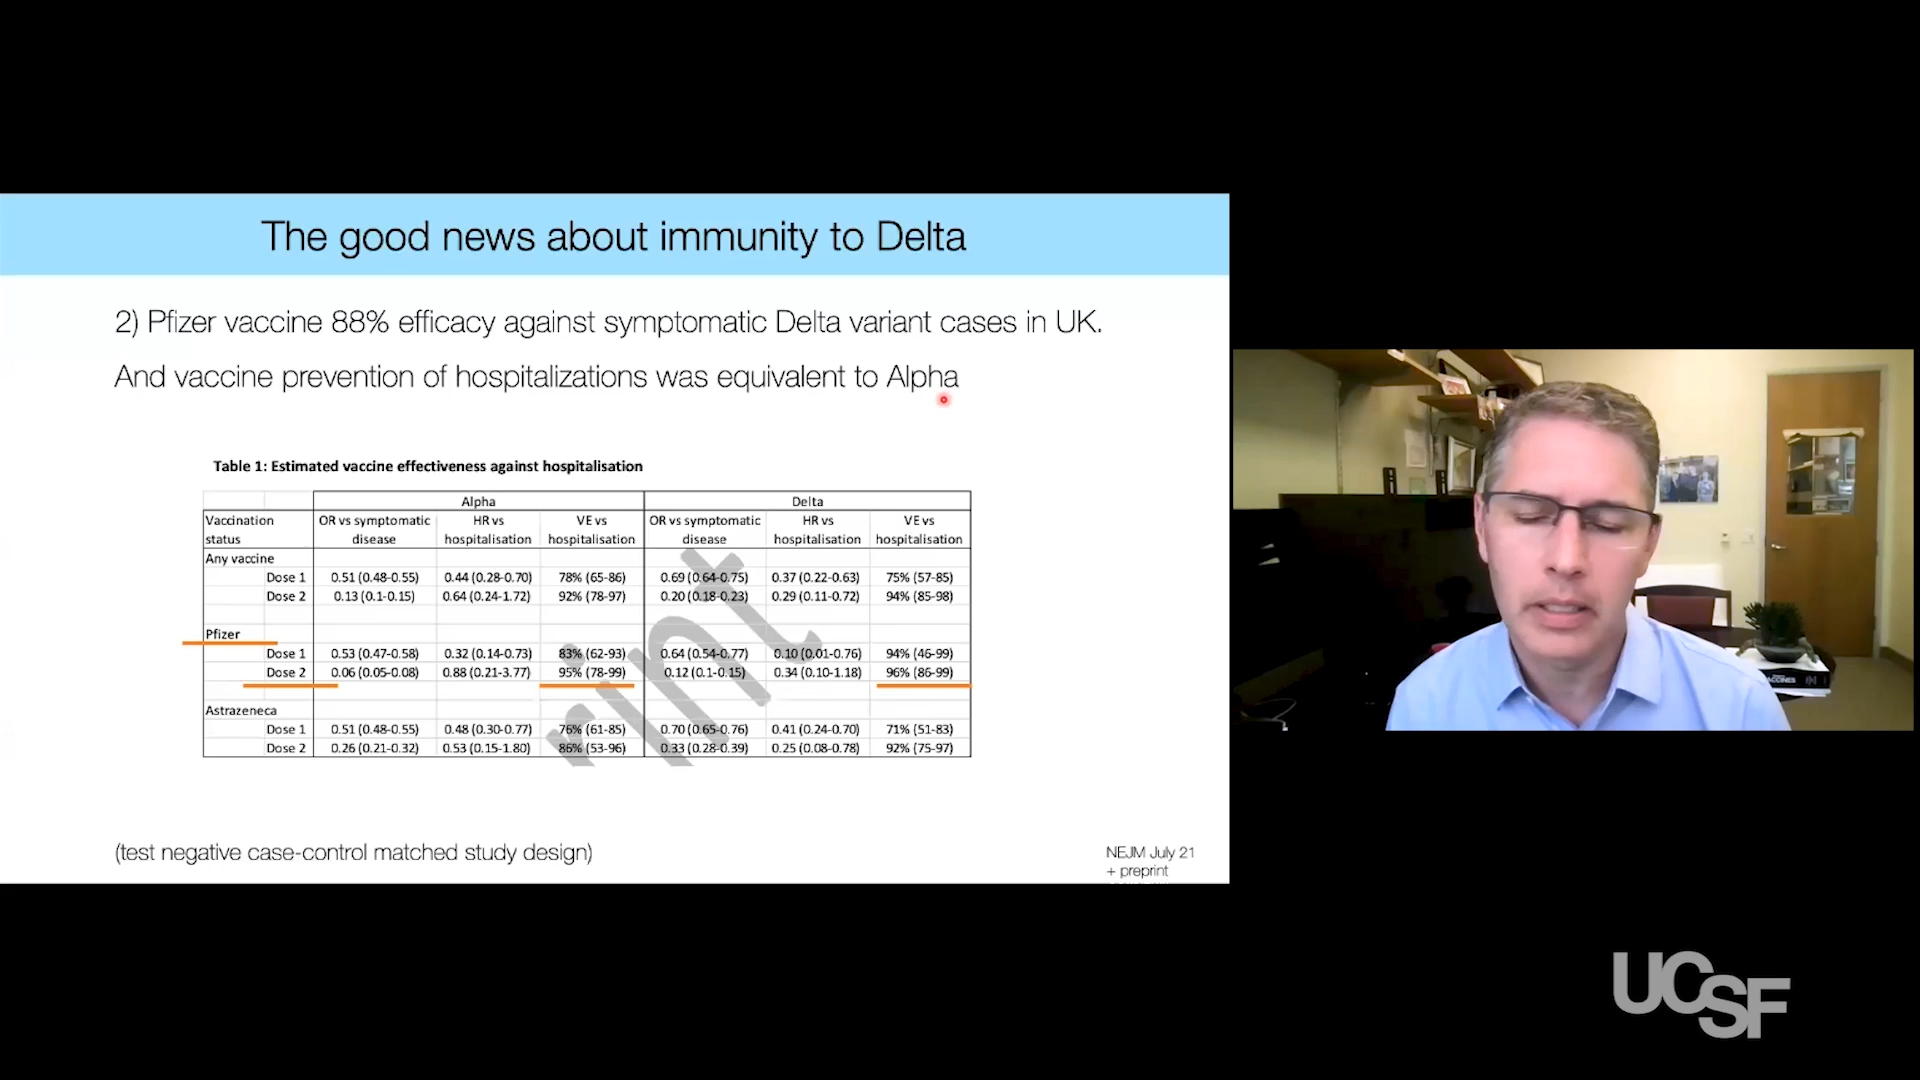 The good news about immunity to Delta
2) Pfizer vaccine 88% efficacy against symptomatic Delta variant cases in UK.
And vaccine prevention of hospitalizations was equivalent to Alpha
Table 1: Estimated vaccine effectiveness against hospitalisation
Alpha Delta
Vaccination status OR vs symptomatic disease HR vs hospitalisation VE vs hospitalisation OR vs symptomatic disease HR vs hospitalisation VE vs hospitalisation
Any vaccine
Dose 1 0.51 (0.48-0.55) 0.44 (0.28-0.70) 78% (65-86) 0.69 (0.64-0.75) 0.37 (0.22-0.63) 75% (57-85)
Dose 2 0.13 (0.1-0.15) 0.64 (0.24-1.72) 92% (78-97) 0.20 (0.18-0.23) 0.29 (0.11-0.72) 94% (85-98)
Pfizer
Dose 1 0.53 (0.47-0.58) 0.32 (0.14-0.73) 83% (62-93) 0.64 (0.54-0.77) 0.10 (0.01-0.76) 94% (46-99)
Dose 2 0.06 (0.05-0.08) 0.88 (0.21-3.77) 95% (78-99) 0.12 (0.1-0.15) 0.34 (0.10-1.18) 96% (86-99)
Astrazeneca
Dose 1 0.51 (0.48-0.55) 0.48 (0.30-0.77) 76% (61-85) 0.70 (0.65-0.76) 0.41 (0.24-0.70) 71% (51-83)
Dose 2 0.26 (0.21-0.32) 0.53 (0.15-1.80) 86% (53-96) 0.33 (0.28-0.39) 0.25 (0.08-0.78) 92% (75-97)
rint
(test negative case-control matched study design)
NEJM July 21
+ preprint
VACCINES
UCSF